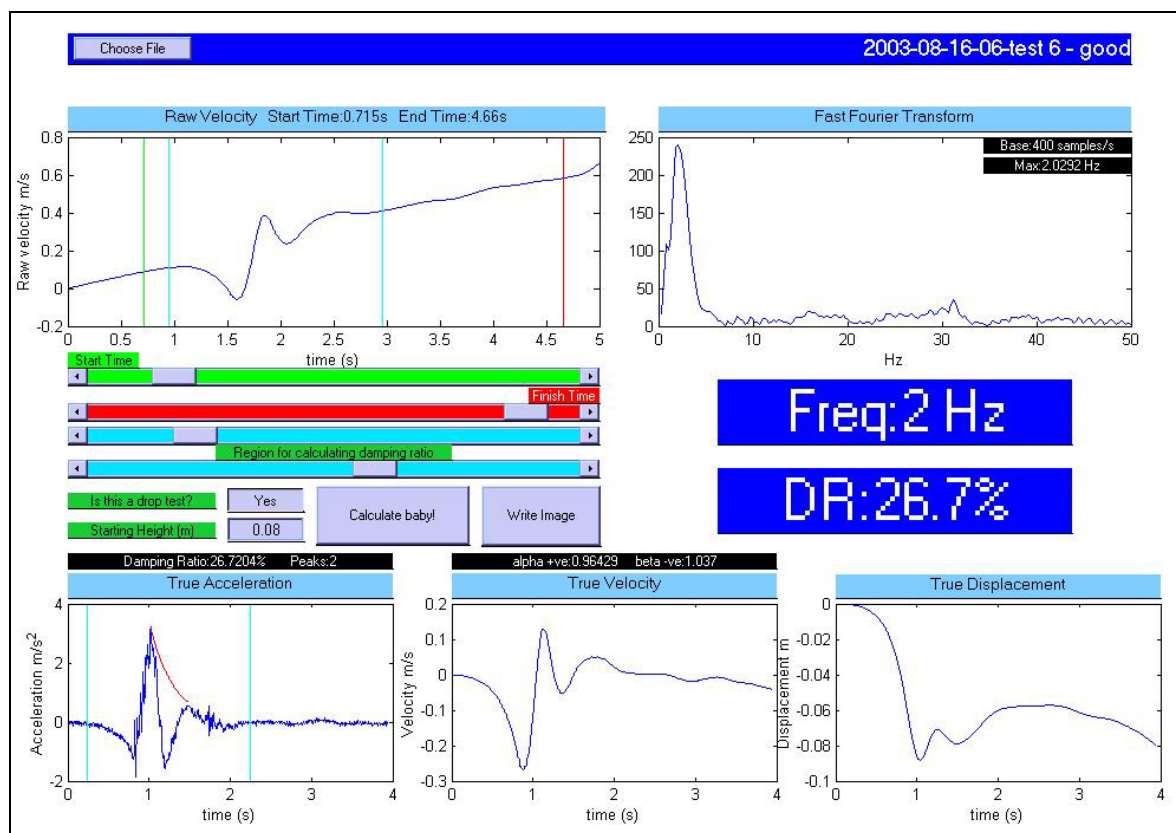 Choose File
2003-08-16-06-test 6 - good
Raw Velocity Start Time:0.715s End Time:4.66s
Raw velocity m/s
0.8
0.6
0.4
0.2
0
-0.2
0 0.5 1 1.5 2 2.5 3 3.5 4 4.5 5
time (s)
Fast Fourier Transform
Base:400 samples/s
Max:2.0292 Hz
250
200
150
100
50
0
0 10 20 30 40 50
Hz
Start Time
Finish Time
Region for calculating damping ratio
Is this a drop test? Yes
Starting Height (m) 0.08
Calculate baby!
Write Image
Freq:2 Hz
DR:26.7%
Damping Ratio:26.7204% Peaks:2
True Acceleration
Acceleration m/s²
4
2
0
-2
0 1 2 3 4
time (s)
alpha +ve:0.96429 beta -ve:1.037
True Velocity
Velocity m/s
0.2
0.1
0
-0.1
-0.2
-0.3
0 1 2 3 4
time (s)
True Displacement
Displacement m
0
-0.02
-0.04
-0.06
-0.08
-0.1
0 1 2 3 4
time (s)